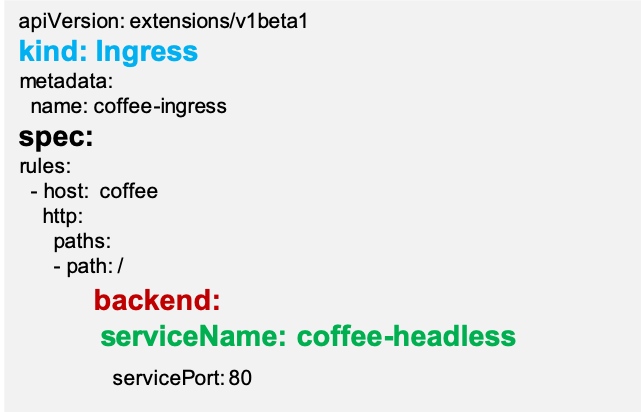 apiVersion: extensions/v1beta1
kind: Ingress
metadata:
name: coffee-ingress
spec:
rules:
- host: coffee
http:
paths:
- path: /
backend:
serviceName: coffee-headless
servicePort: 80